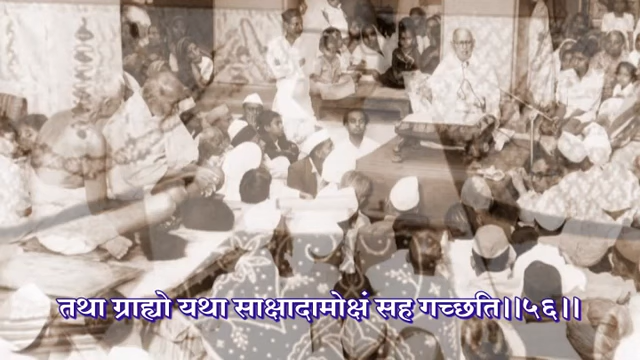 तथा ग्राह्यो यथा साक्षादामोक्षं सह गच्छति।।५६।।